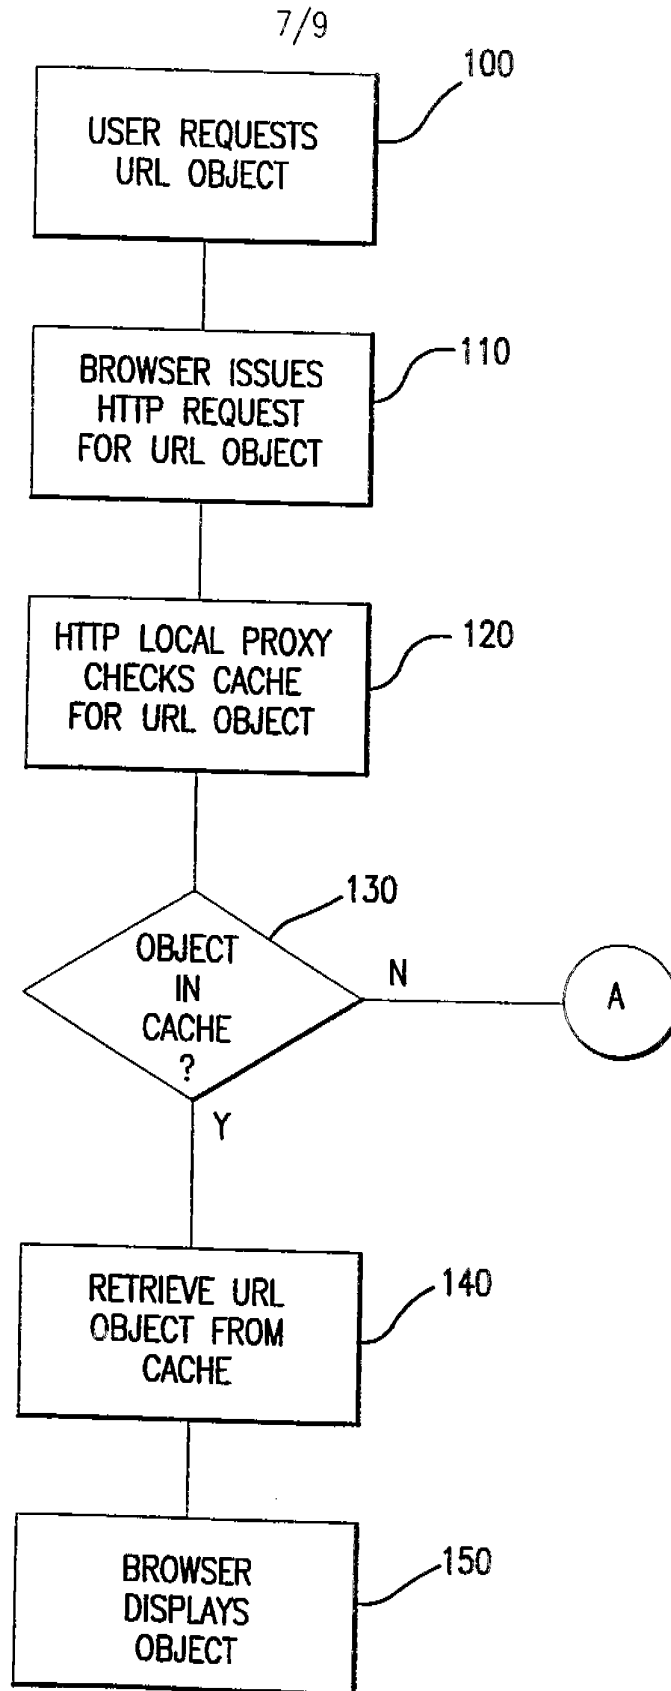 7/9
100
USER REQUESTS
URL OBJECT
110
BROWSER ISSUES
HTTP REQUEST
FOR URL OBJECT
120
HTTP LOCAL PROXY
CHECKS CACHE
FOR URL OBJECT
130
OBJECT
IN
CACHE
?
N
A
Y
140
RETRIEVE URL
OBJECT FROM
CACHE
150
BROWSER
DISPLAYS
OBJECT